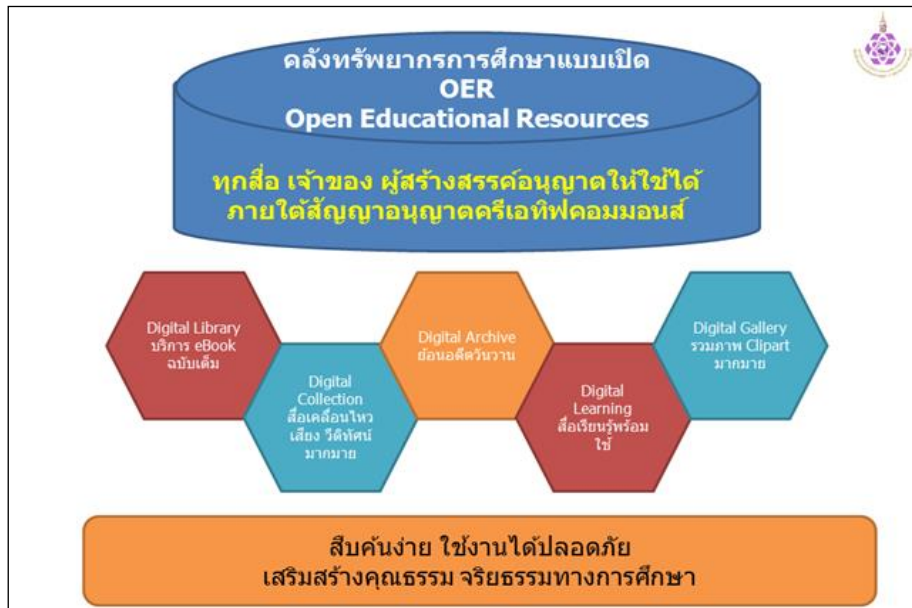 คลังทรัพยากรการศึกษาแบบเปิด
OER
Open Educational Resources
ทุกสื่อ เจ้าของ ผู้สร้างสรรค์อนุญาตให้ใช้ได้
ภายใต้สัญญาอนุญาตครีเอทิฟคอมมอนส์
Digital Library
บริการ eBook
ฉบับเต็ม
Digital
Collection
สื่อเคลื่อนไหว
เสียง วีดิทัศน์
มากมาย
Digital Archive
ย้อนอดีตวันวาน
Digital
Learning
สื่อเรียนรู้พร้อม
ใช้
Digital Gallery
รวมภาพ Clipart
มากมาย
สืบค้นง่าย ใช้งานได้ปลอดภัย
เสริมสร้างคุณธรรม จริยธรรมทางการศึกษา